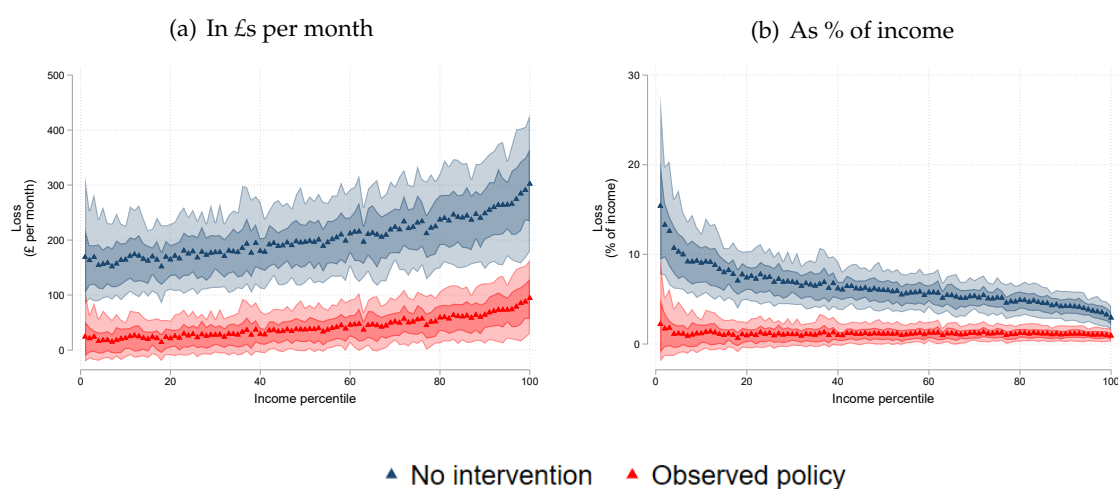 (a) In £s per month
500
400
300
200
100
0
Loss
(£ per month)
0 20 40 60 80 100
Income percentile
(b) As % of income
30
20
10
0
Loss
(% of income)
0 20 40 60 80 100
Income percentile
No intervention Observed policy